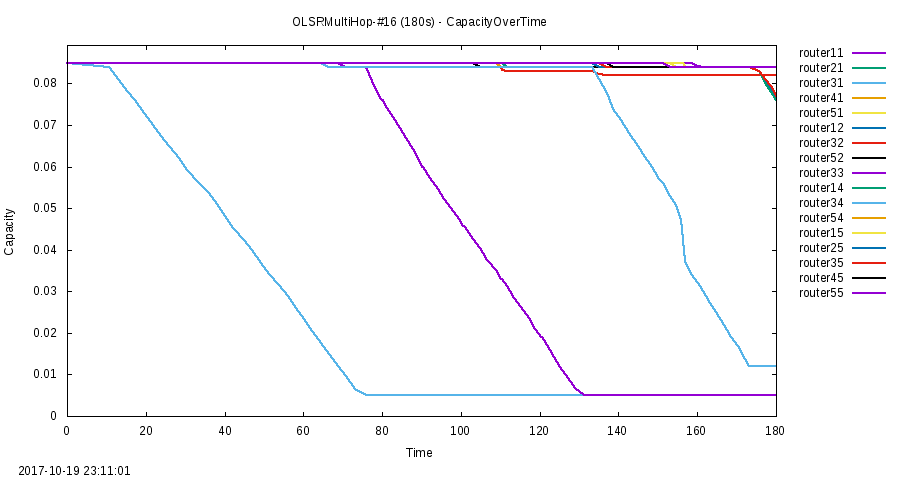 OLSRMultiHop-#16 (180s) - CapacityOverTime
router11
router21
router31
router41
router51
router12
router32
router52
router33
router14
router34
router54
router15
router25
router35
router45
router55
Capacity
0.08
0.07
0.06
0.05
0.04
0.03
0.02
0.01
0
0 20 40 60 80 100 120 140 160 180
Time
2017-10-19 23:11:01